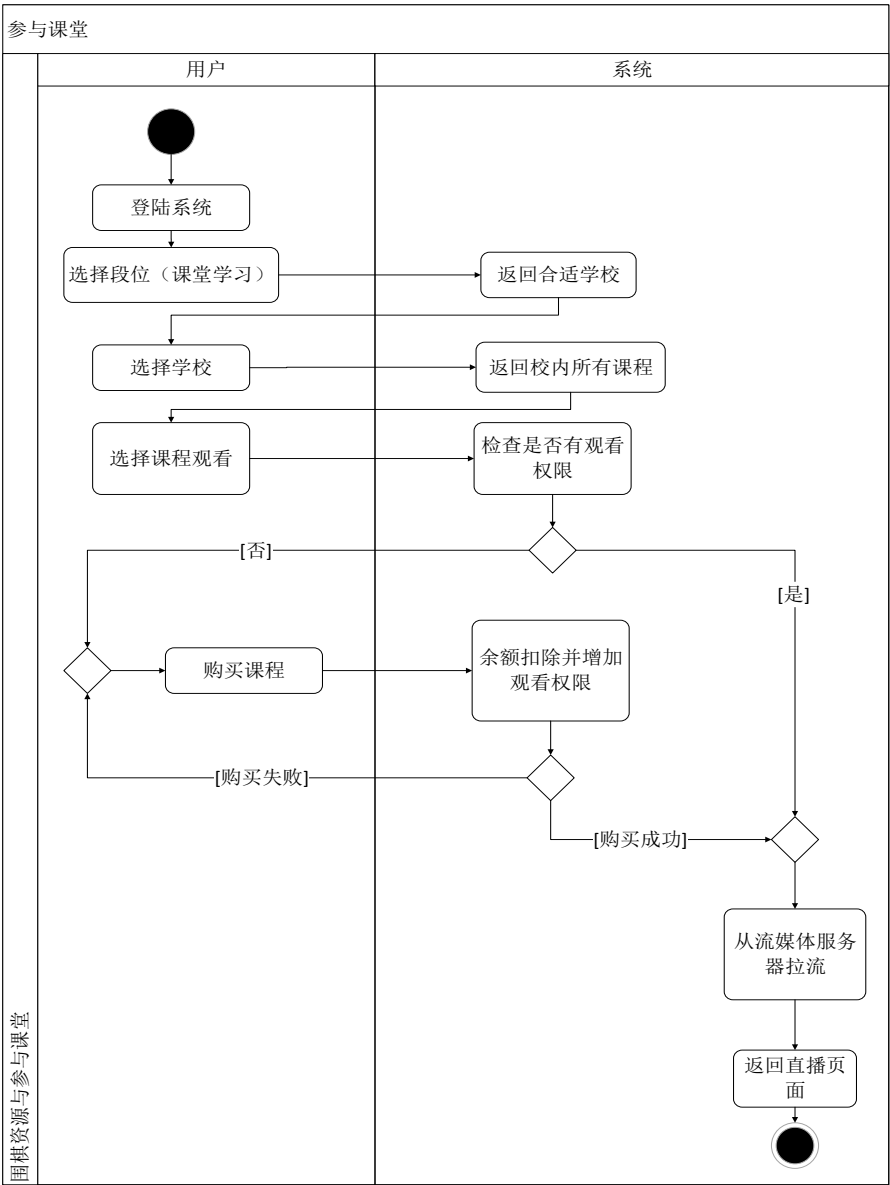 参与课堂
用户
系统
登陆系统
选择段位（课堂学习）
返回合适学校
选择学校
返回校内所有课程
选择课程观看
检查是否有观看
权限
[否]
[是]
购买课程
余额扣除并增加
观看权限
[购买失败]
[购买成功]
从流媒体服务
器拉流
返回直播页
面
围棋资源与参与课堂